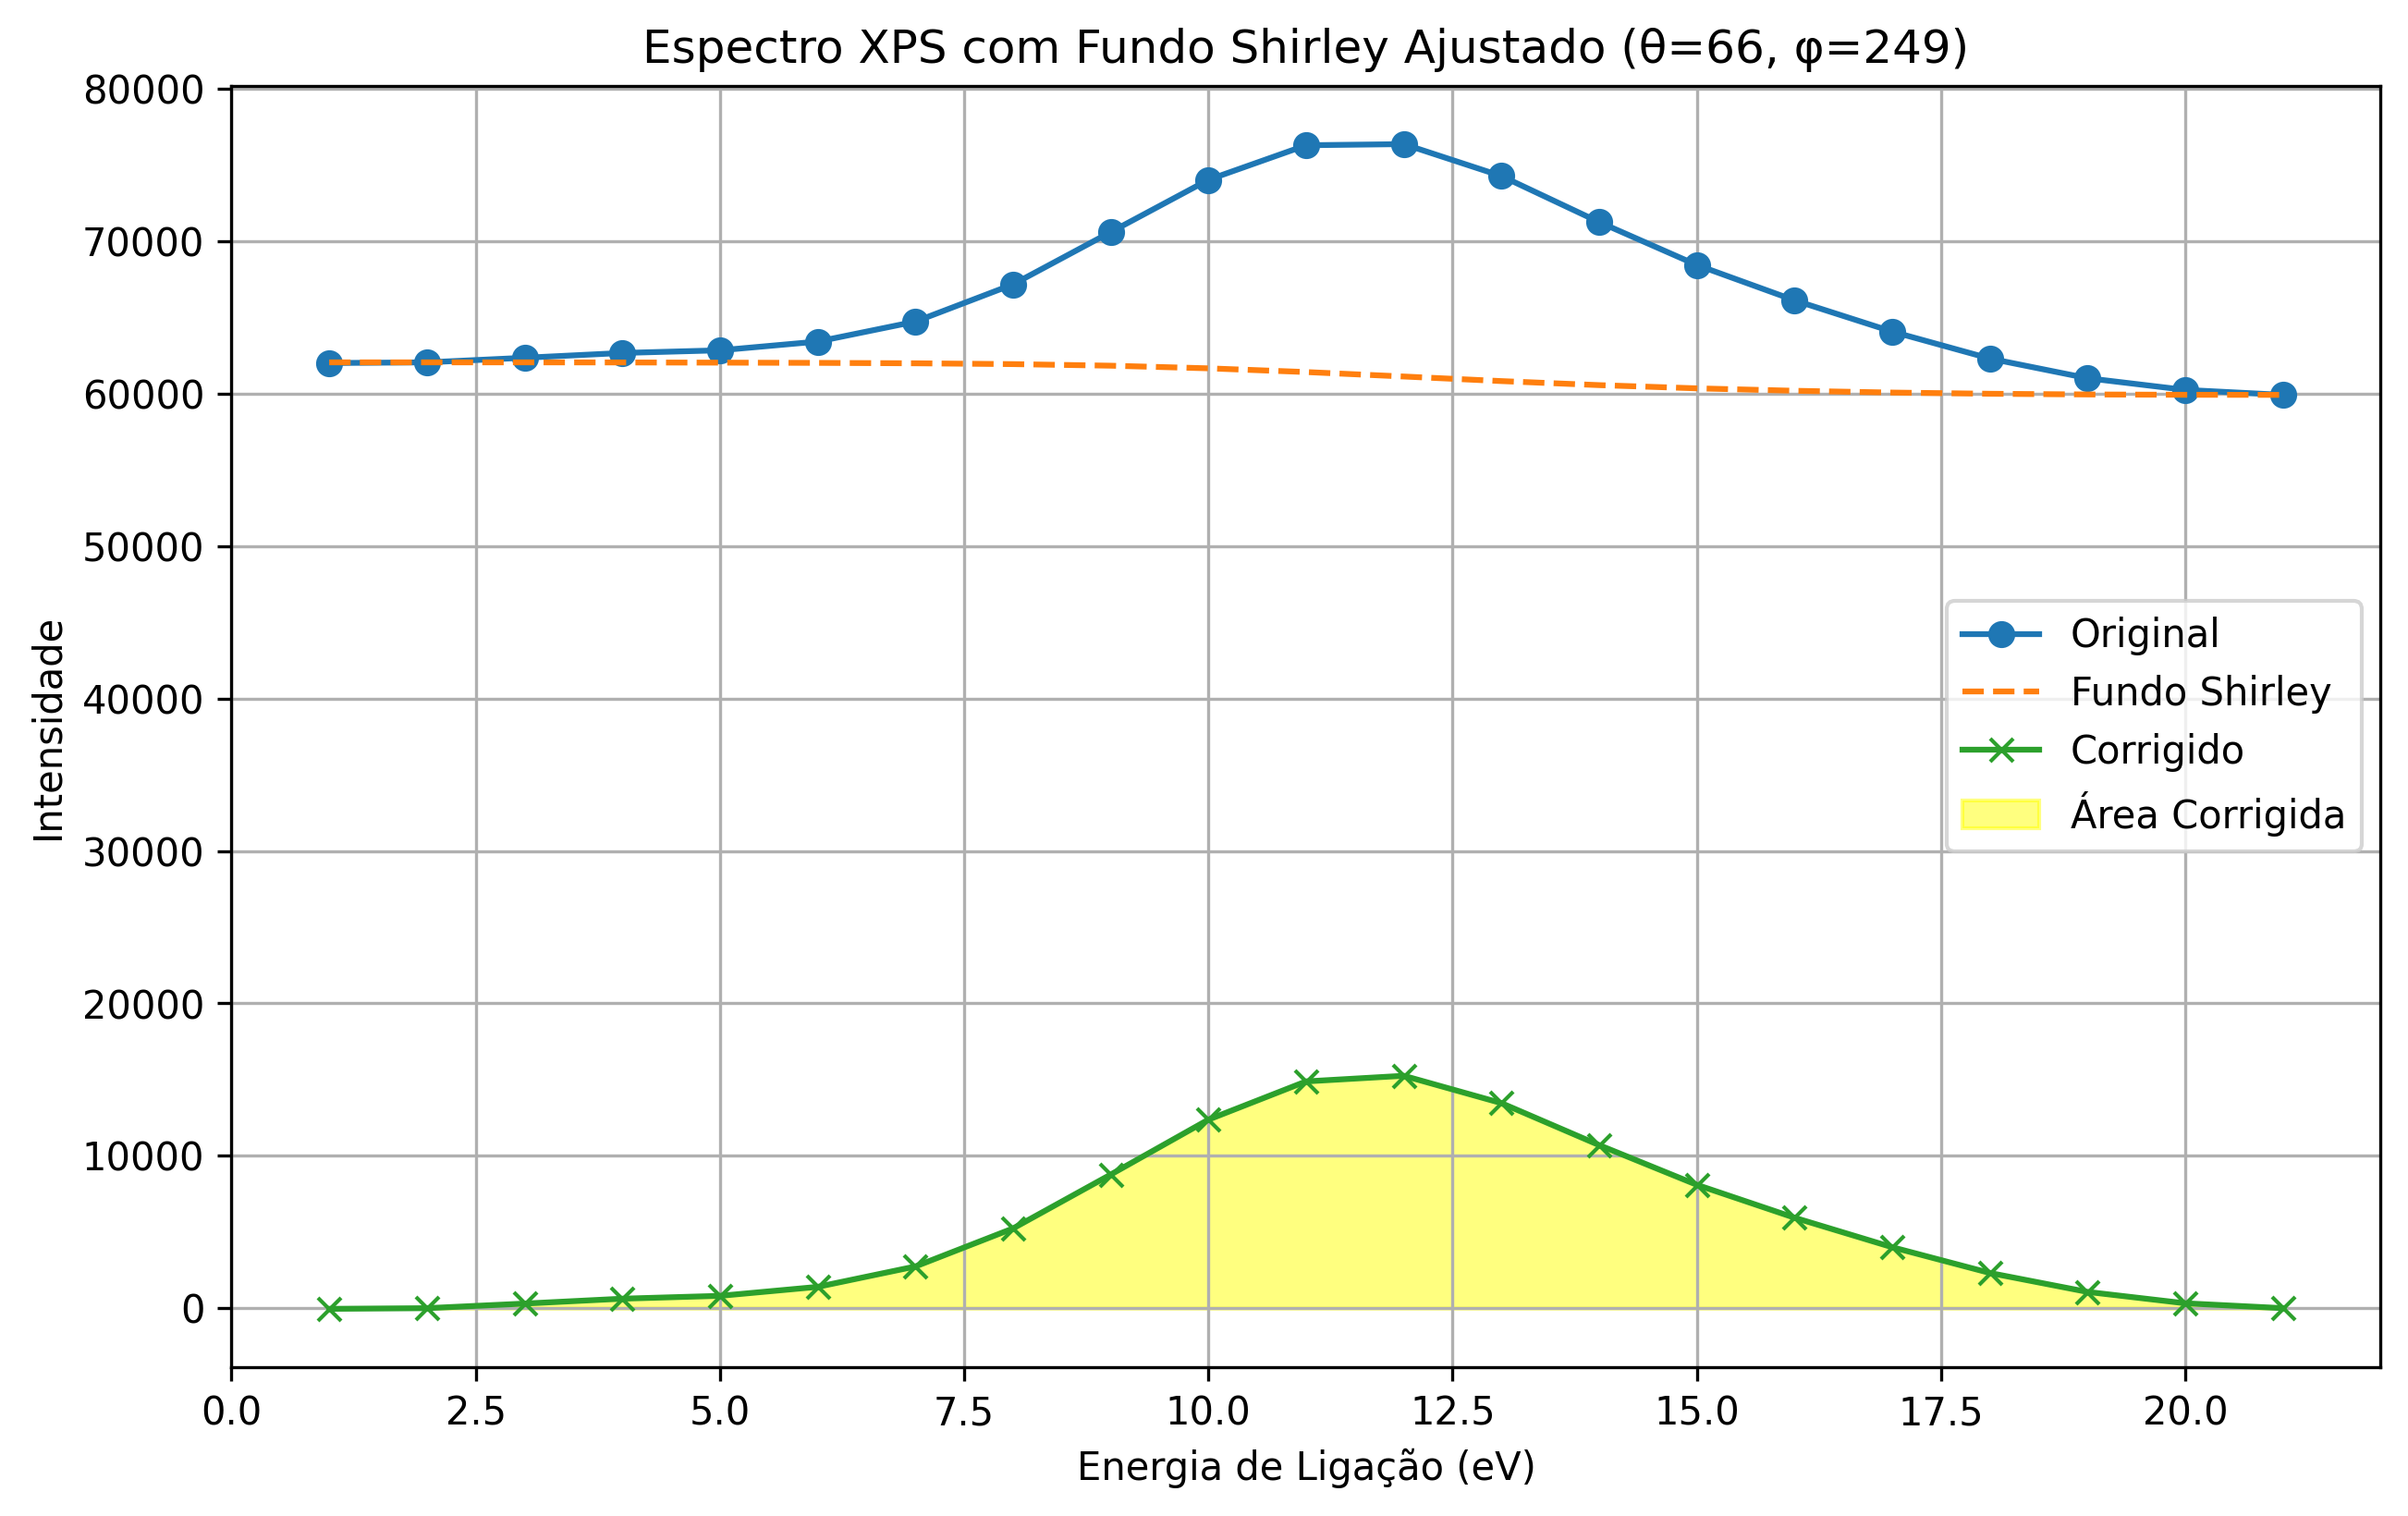 Espectro XPS com Fundo Shirley Ajustado (θ=66, φ=249)
80000
70000
60000
50000
40000
30000
20000
10000
0
Intensidade
Original
Fundo Shirley
Corrigido
Área Corrigida
0.0 2.5 5.0 7.5 10.0 12.5 15.0 17.5 20.0
Energia de Ligação (eV)